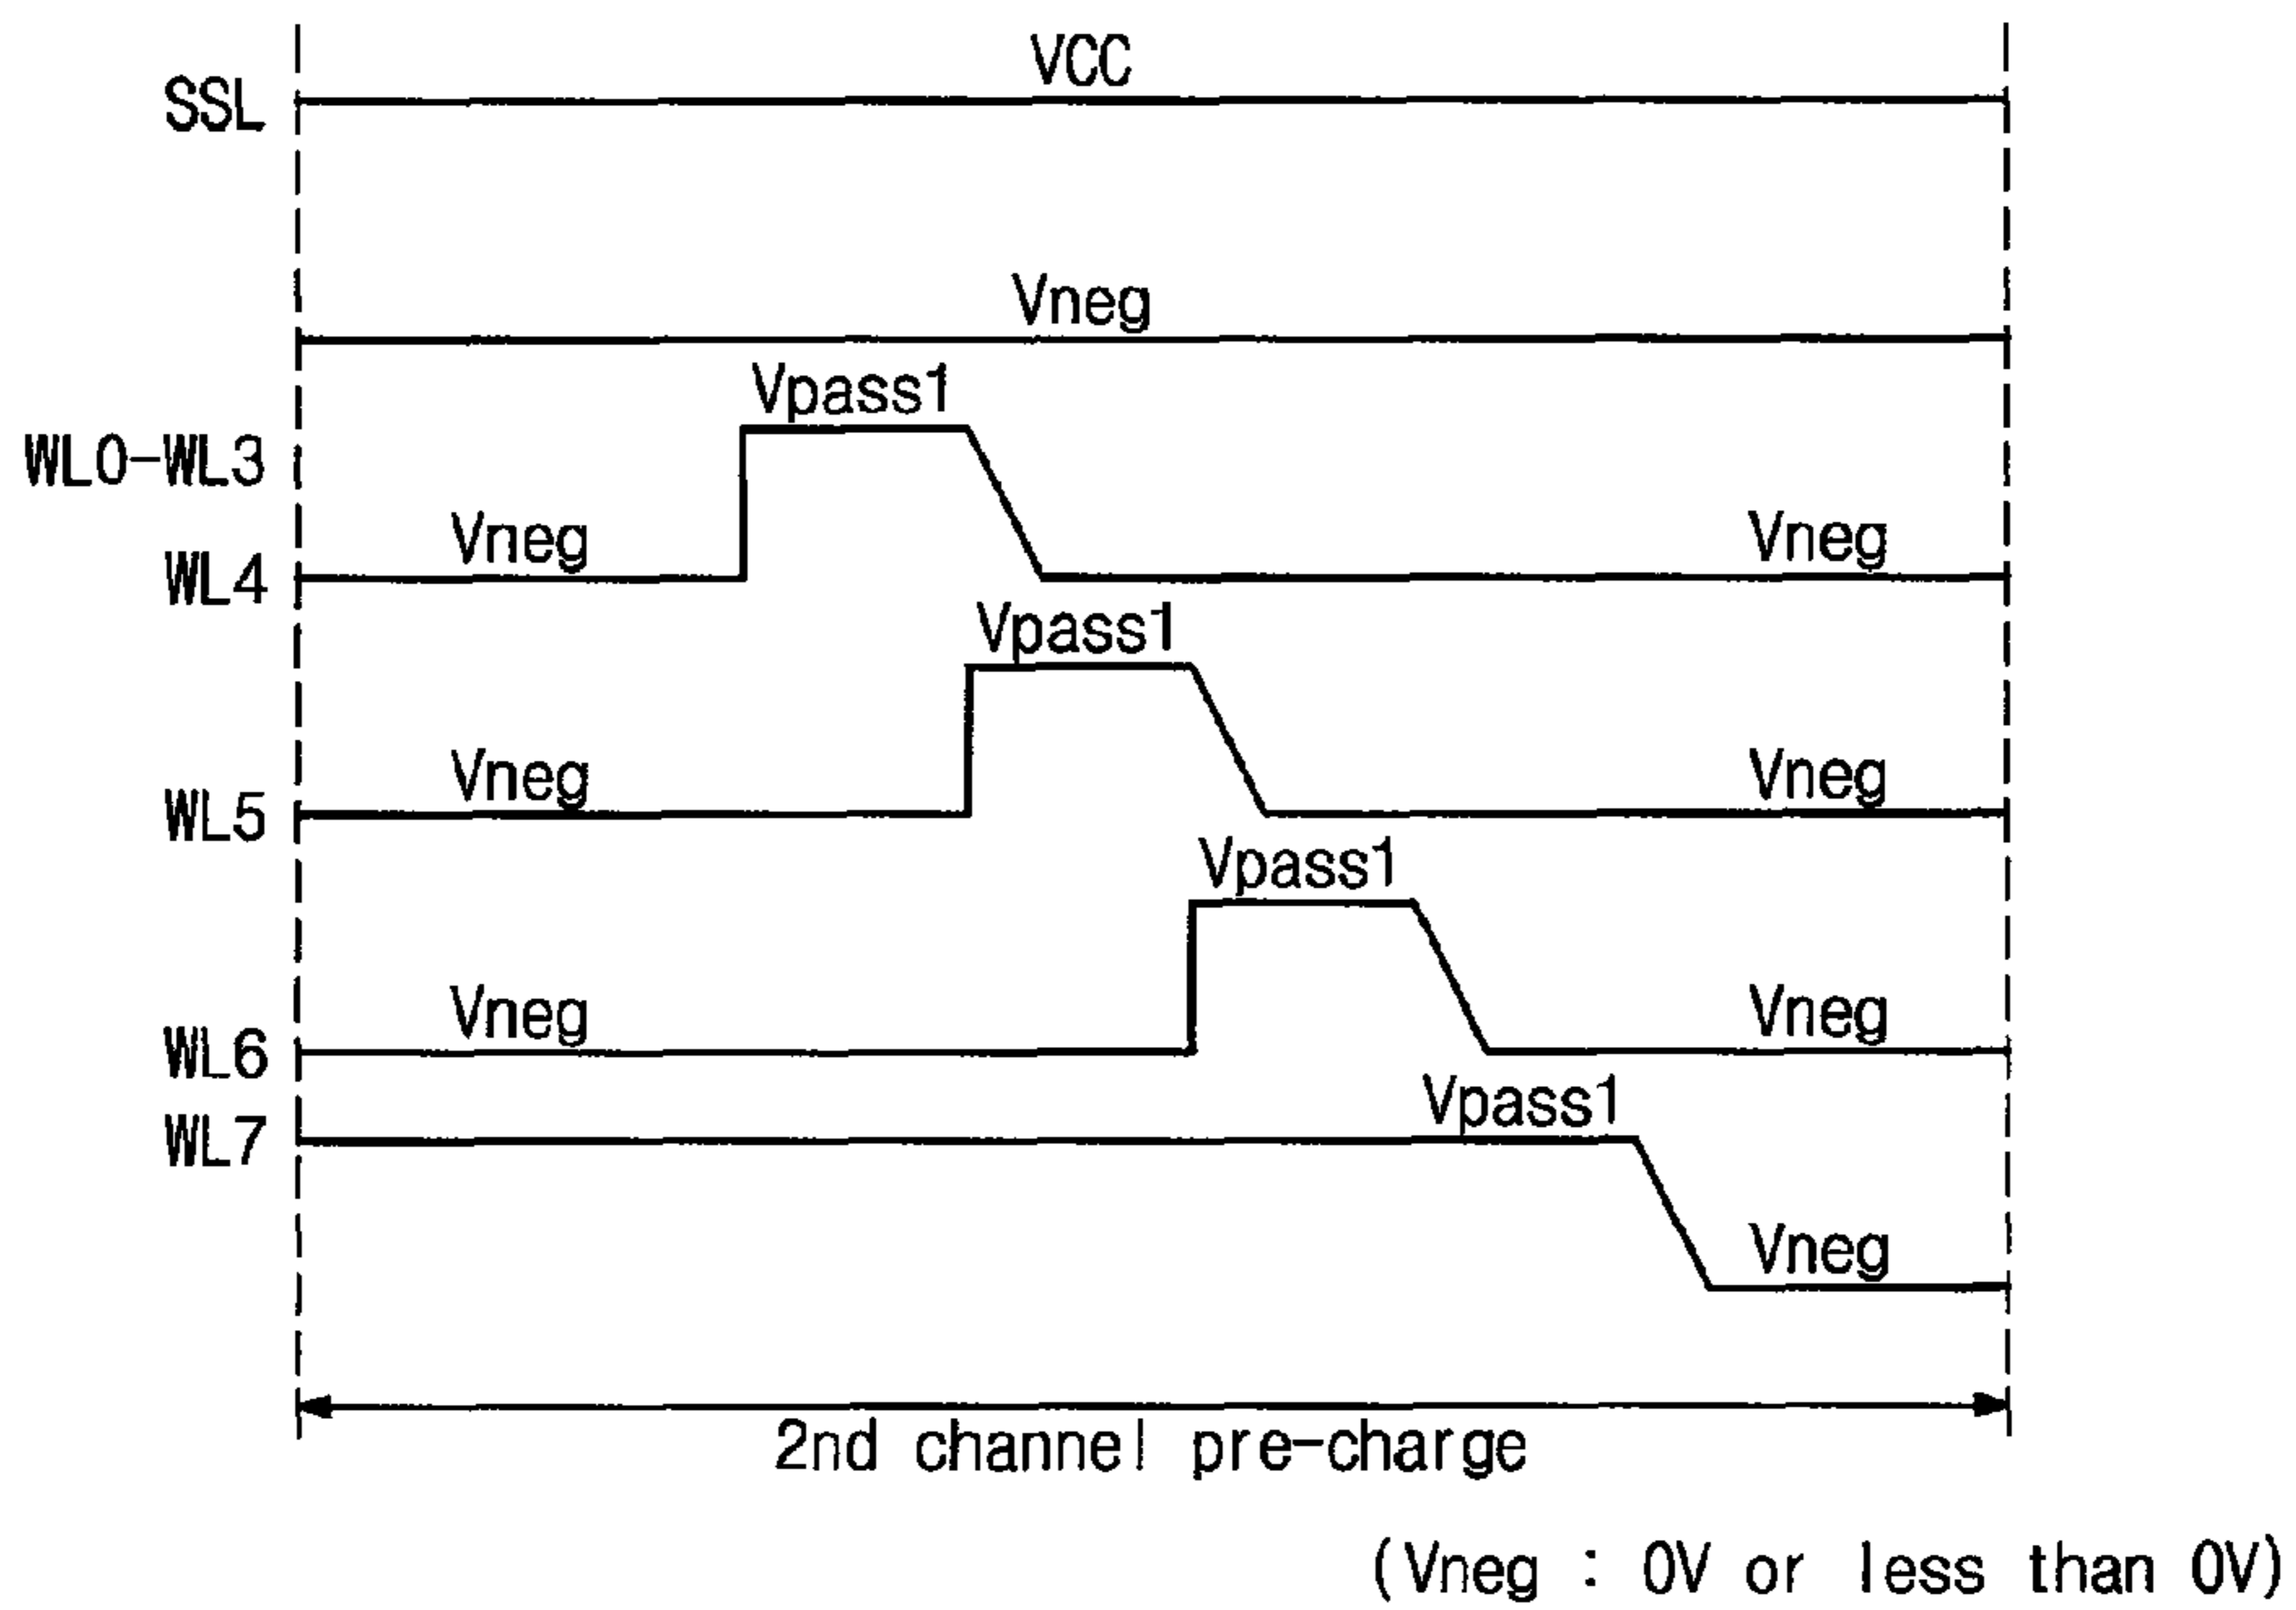 VCC
SSL
Vneg
Vpass1
WL0-WL3
Vneg Vneg
WL4
Vpass1
Vneg Vneg
WL5
Vpass1
Vneg Vneg
WL6
Vpass1
WL7
Vneg
2nd channel pre-charge
(Vneg : 0V or less than 0V)